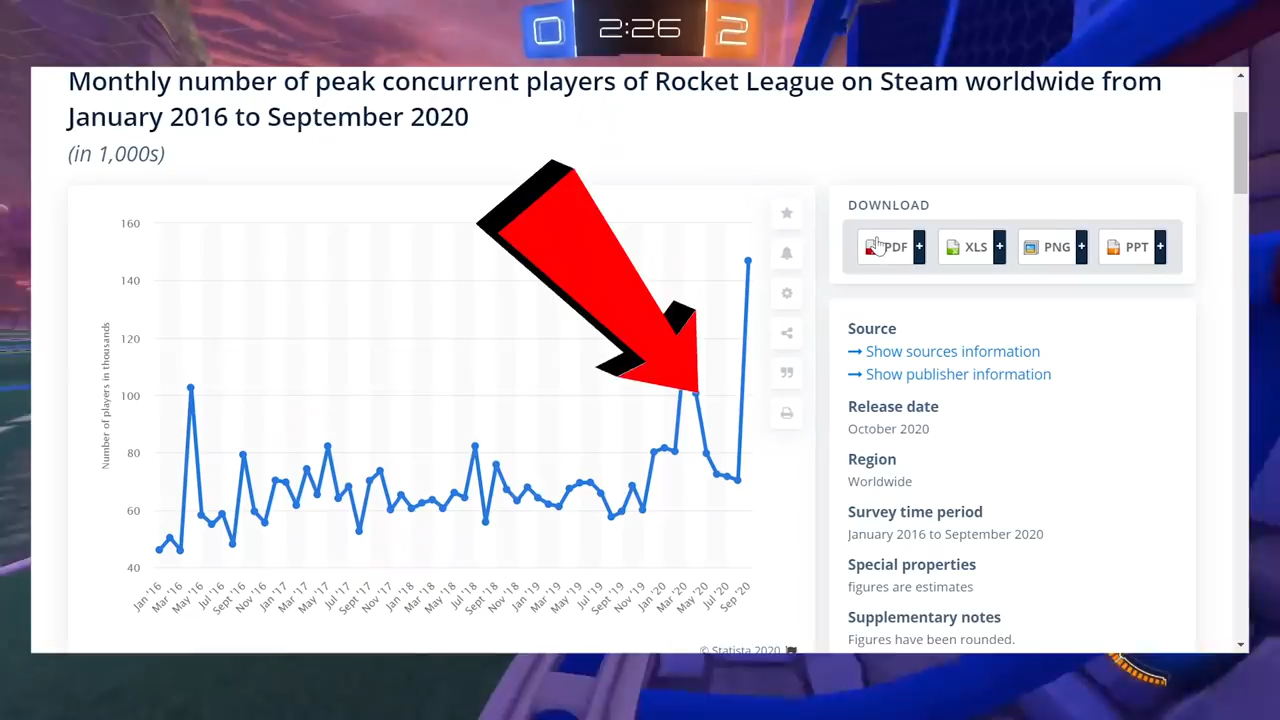 0 2:26 2
Monthly number of peak concurrent players of Rocket League on Steam worldwide from
January 2016 to September 2020
(in 1,000s)
160
140
120
100
80
60
40
Number of players in thousands
Jan '16
Mar '16
May '16
Jul '16
Sept '16
Nov '16
Jan '17
Mar '17
May '17
Jul '17
Sept '17
Nov '17
Jan '18
Mar '18
May '18
Jul '18
Sept '18
Nov '18
Jan '19
Mar '19
May '19
Jul '19
Sept '19
Nov '19
Jan '20
Mar '20
May '20
Jul '20
Sep '20
© Statista 2020
DOWNLOAD
PDF + XLS + PNG + PPT +
Source
→ Show sources information
→ Show publisher information
Release date
October 2020
Region
Worldwide
Survey time period
January 2016 to September 2020
Special properties
figures are estimates
Supplementary notes
Figures have been rounded.